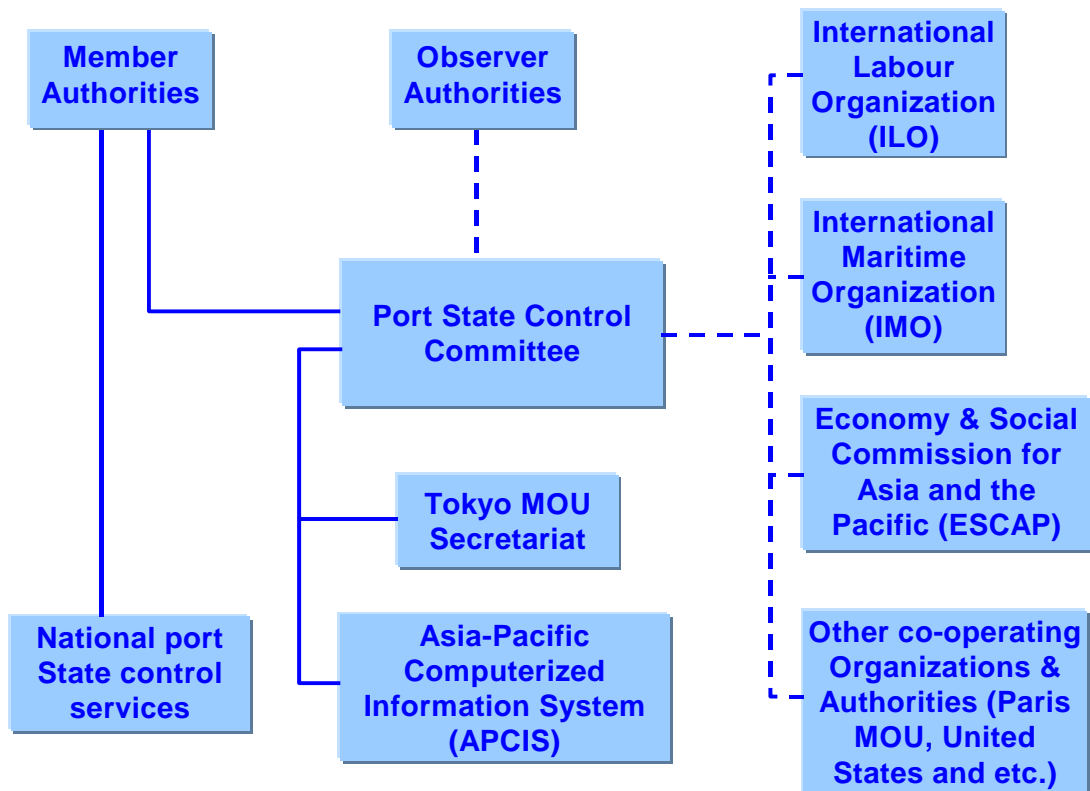 Member
Authorities
Observer
Authorities
International
Labour
Organization
(ILO)
International
Maritime
Organization
(IMO)
Port State Control
Committee
Economy & Social
Commission for
Asia and the
Pacific (ESCAP)
Tokyo MOU
Secretariat
National port
State control
services
Asia-Pacific
Computerized
Information System
(APCIS)
Other co-operating
Organizations &
Authorities (Paris
MOU, United
States and etc.)